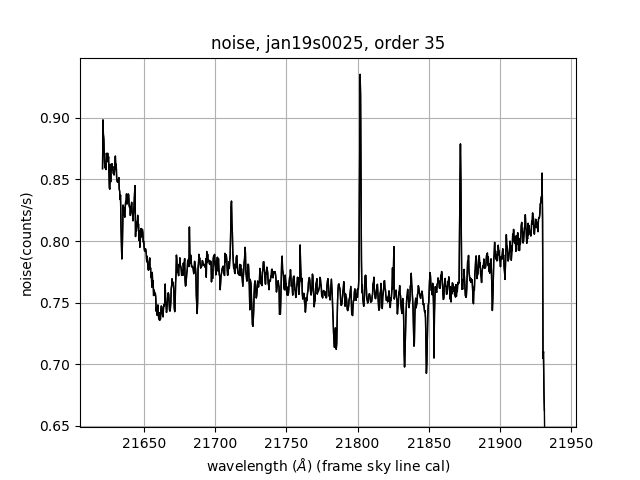 noise, jan19s0025, order 35
noise(counts/s)
0.90
0.85
0.80
0.75
0.70
0.65
21650 21700 21750 21800 21850 21900 21950
wavelength (Å) (frame sky line cal)